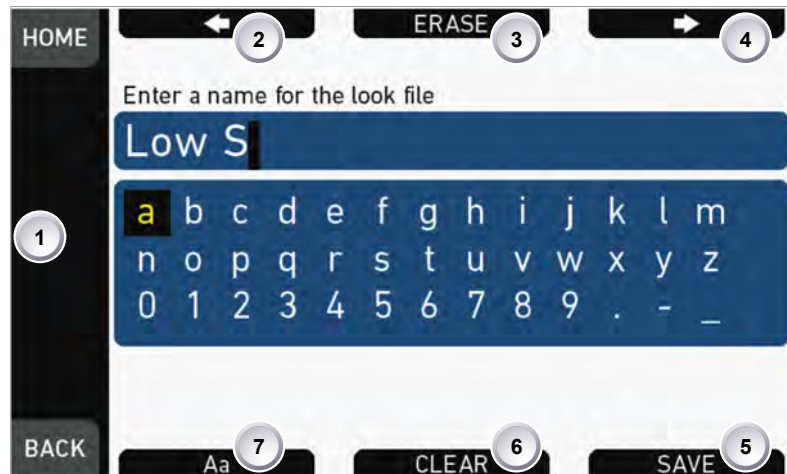 HOME
2
ERASE 3
4
Enter a name for the look file
Low S
a b c d e f g h i j k l m
1
n o p q r s t u v w x y z
0 1 2 3 4 5 6 7 8 9 . - _
BACK
Aa 7
CLEAR 6
SAVE 5